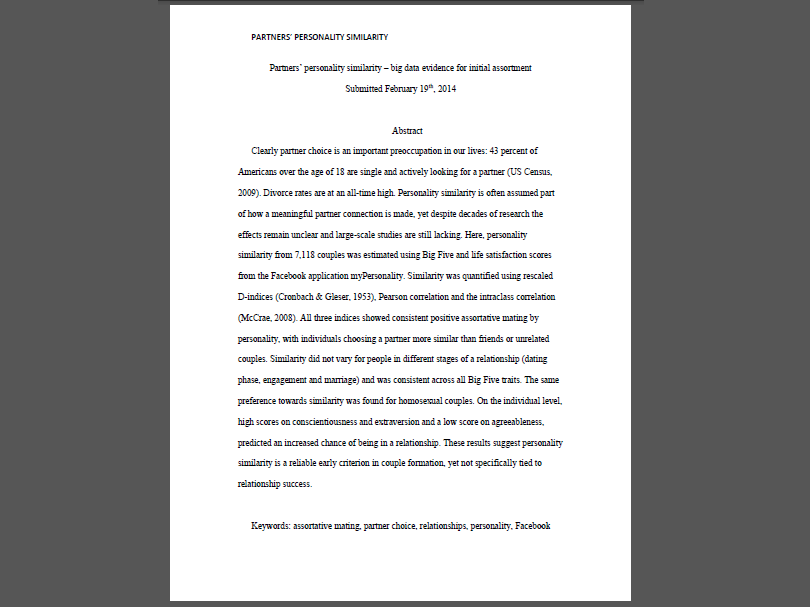 PARTNERS' PERSONALITY SIMILARITY
Partners' personality similarity – big data evidence for initial assortment
Submitted February 19th, 2014
Abstract
Clearly partner choice is an important preoccupation in our lives: 43 percent of
Americans over the age of 18 are single and actively looking for a partner (US Census,
2009). Divorce rates are at an all-time high. Personality similarity is often assumed part
of how a meaningful partner connection is made, yet despite decades of research the
effects remain unclear and large-scale studies are still lacking. Here, personality
similarity from 7,118 couples was estimated using Big Five and life satisfaction scores
from the Facebook application myPersonality. Similarity was quantified using rescaled
D-indices (Cronbach & Gleser, 1953), Pearson correlation and the intraclass correlation
(McCrae, 2008). All three indices showed consistent positive assortative mating by
personality, with individuals choosing a partner more similar than friends or unrelated
couples. Similarity did not vary for people in different stages of a relationship (dating
phase, engagement and marriage) and was consistent across all Big Five traits. The same
preference towards similarity was found for homosexual couples. On the individual level,
high scores on conscientiousness and extraversion and a low score on agreeableness,
predicted an increased chance of being in a relationship. These results suggest personality
similarity is a reliable early criterion in couple formation, yet not specifically tied to
relationship success.
Keywords: assortative mating, partner choice, relationships, personality, Facebook